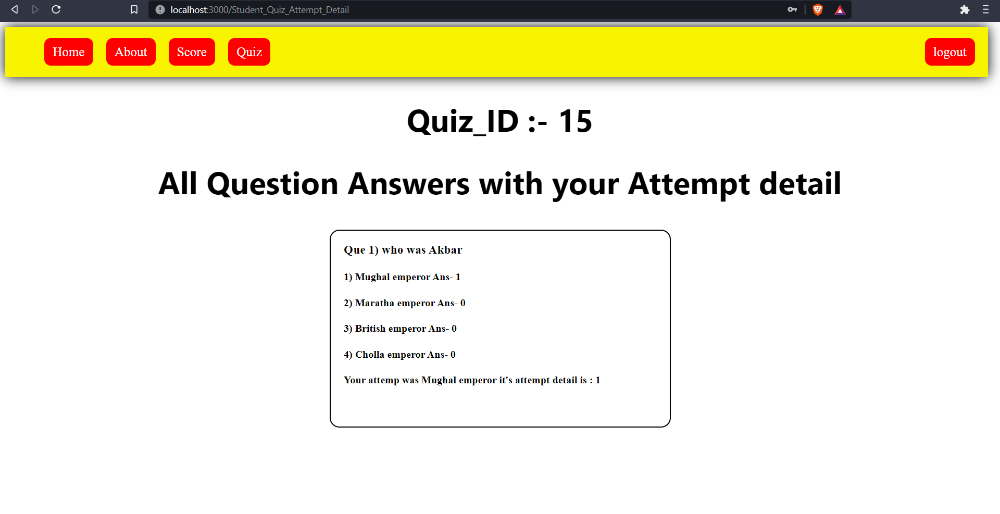 localhost:3000/Student_Quiz_Attempt_Detail
Home About Score Quiz logout
Quiz_ID :- 15
All Question Answers with your Attempt detail
Que 1) who was Akbar
1) Mughal emperor Ans- 1
2) Maratha emperor Ans- 0
3) British emperor Ans- 0
4) Cholla emperor Ans- 0
Your attemp was Mughal emperor it's attempt detail is : 1